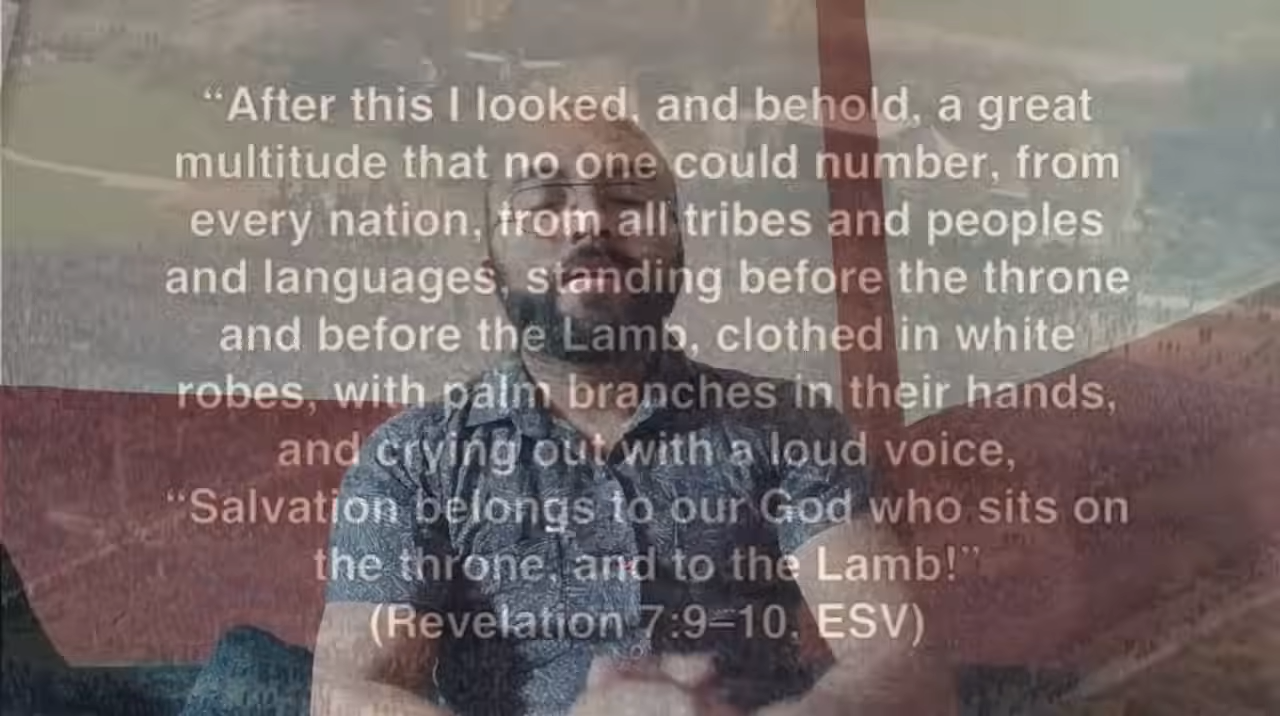 “After this I looked, and behold, a great
multitude that no one could number, from
every nation, from all tribes and peoples
and languages, standing before the throne
and before the Lamb, clothed in white
robes, with palm branches in their hands,
and crying out with a loud voice,
“Salvation belongs to our God who sits on
the throne, and to the Lamb!”
(Revelation 7:9–10, ESV)